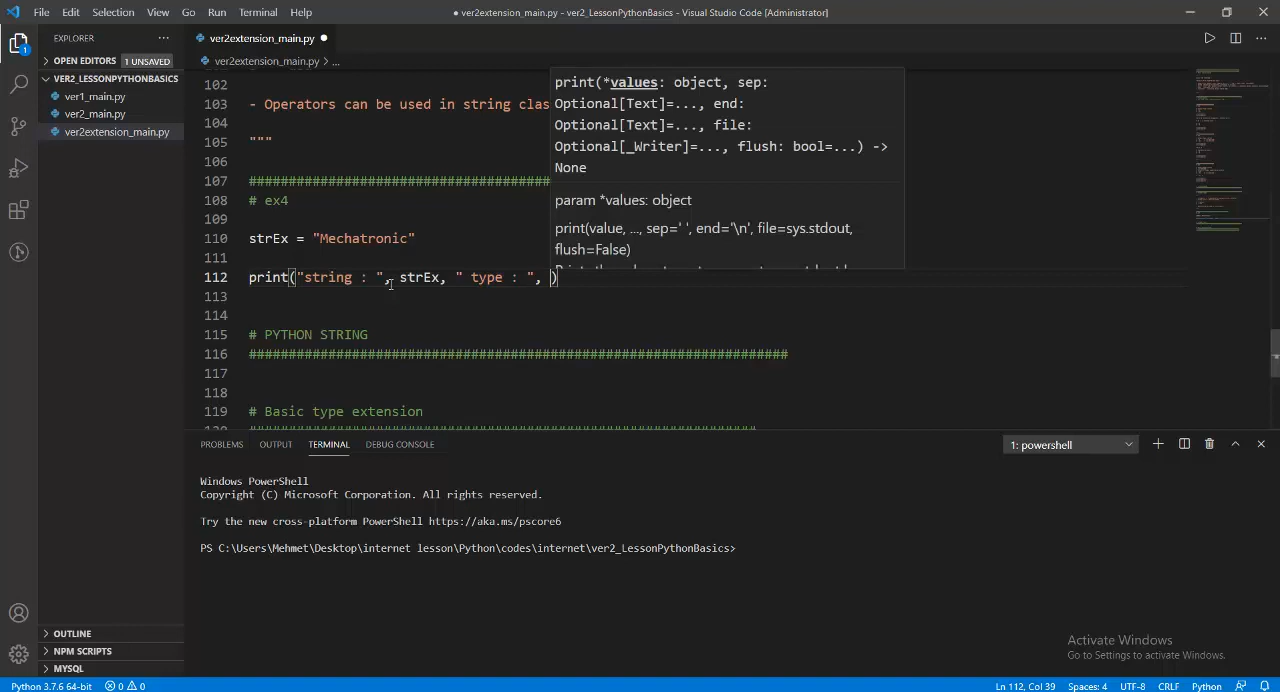 File Edit Selection View Go Run Terminal Help
● ver2extension_main.py - ver2_LessonPythonBasics - Visual Studio Code [Administrator]
EXPLORER
ver2extension_main.py
OPEN EDITORS 1 UNSAVED
ver2extension_main.py > ...
VER2_LESSONPYTHONBASICS
ver1_main.py
ver2_main.py
ver2extension_main.py
102
103 - Operators can be used in string clas
104
105 """
106
107 ######################################
108 # ex4
109
110 strEx = "Mechatronic"
111
112 print("string : ", strEx, " type : ", )
113
114
115 # PYTHON STRING
116 ####################################################################
117
118
119 # Basic type extension
print(*values: object, sep:
Optional[Text]=..., end:
Optional[Text]=..., file:
Optional[_Writer]=..., flush: bool=...) ->
None
param *values: object
print(value, ..., sep=' ', end='\n', file=sys.stdout,
flush=False)
PROBLEMS OUTPUT TERMINAL DEBUG CONSOLE
1: powershell
Windows PowerShell
Copyright (C) Microsoft Corporation. All rights reserved.
Try the new cross-platform PowerShell https://aka.ms/pscore6
PS C:\Users\Mehmet\Desktop\internet lesson\Python\codes\internet\ver2_LessonPythonBasics>
1
OUTLINE
NPM SCRIPTS
MYSQL
Activate Windows
Go to Settings to activate Windows.
Python 3.7.6 64-bit 0 0
Ln 112, Col 39 Spaces: 4 UTF-8 CRLF Python